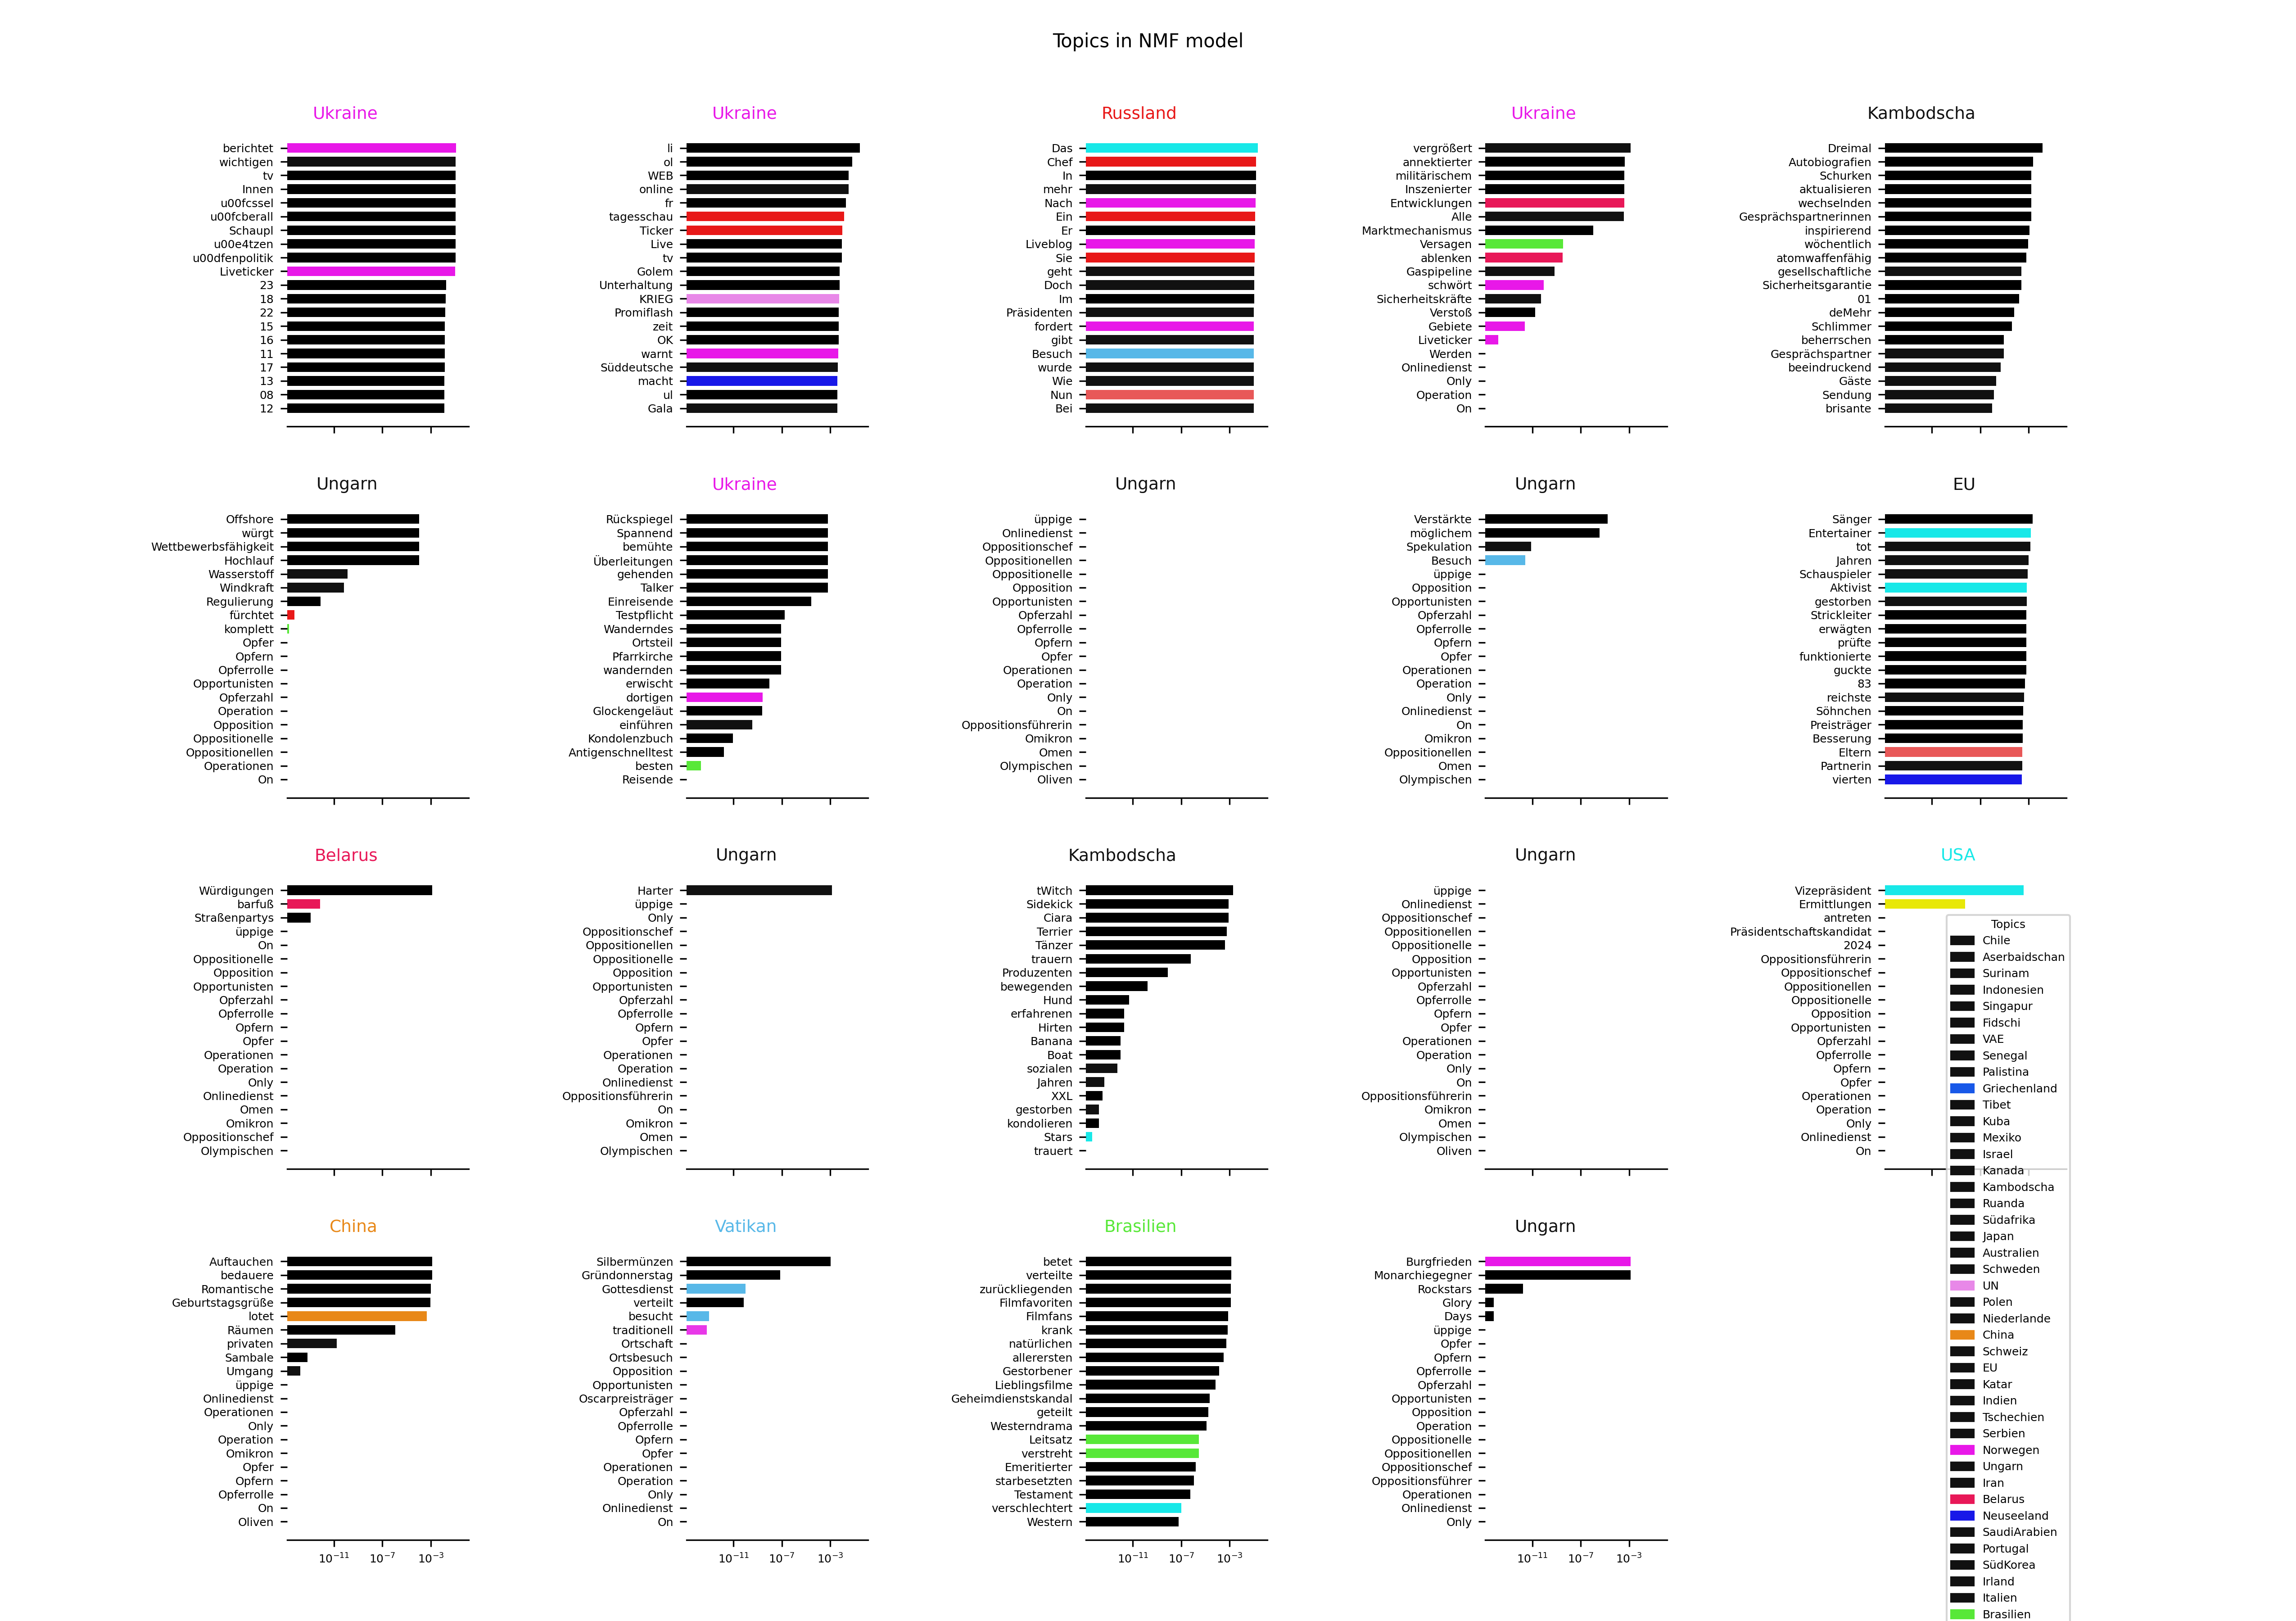 Topics in NMF model
Ukraine
berichtet
wichtigen
tv
Innen
u00fcssel
u00fcberall
Schaupl
u00e4tzen
u00dfenpolitik
Liveticker
23
18
22
15
16
11
17
13
08
12
Ukraine
li
ol
WEB
online
fr
tagesschau
Ticker
Live
tv
Golem
Unterhaltung
KRIEG
Promiflash
zeit
OK
warnt
Süddeutsche
macht
ul
Gala
Russland
Das
Chef
In
mehr
Nach
Ein
Er
Liveblog
Sie
geht
Doch
Im
Präsidenten
fordert
gibt
Besuch
wurde
Wie
Nun
Bei
Ukraine
vergrößert
annektierter
militärischem
Inszenierter
Entwicklungen
Alle
Marktmechanismus
Versagen
ablenken
Gaspipeline
schwört
Sicherheitskräfte
Verstoß
Gebiete
Liveticker
Werden
Onlinedienst
Only
Operation
On
Kambodscha
Dreimal
Autobiografien
Schurken
aktualisieren
wechselnden
Gesprächspartnerinnen
inspirierend
wöchentlich
atomwaffenfähig
gesellschaftliche
Sicherheitsgarantie
01
deMehr
Schlimmer
beherrschen
Gesprächspartner
beeindruckend
Gäste
Sendung
brisante
Ungarn
Offshore
würgt
Wettbewerbsfähigkeit
Hochlauf
Wasserstoff
Windkraft
Regulierung
fürchtet
komplett
Opfer
Opfern
Opferrolle
Opportunisten
Opferzahl
Operation
Opposition
Oppositionelle
Oppositionellen
Operationen
On
Ukraine
Rückspiegel
Spannend
bemühte
Überleitungen
gehenden
Talker
Einreisende
Testpflicht
Wanderndes
Ortsteil
Pfarrkirche
wandernden
erwischt
dortigen
Glockengeläut
einführen
Kondolenzbuch
Antigenschnelltest
besten
Reisende
Ungarn
üppige
Onlinedienst
Oppositionschef
Oppositionellen
Oppositionelle
Opposition
Opportunisten
Opferzahl
Opferrolle
Opfern
Opfer
Operationen
Operation
Only
On
Oppositionsführerin
Omikron
Omen
Olympischen
Oliven
Ungarn
Verstärkte
möglichem
Spekulation
Besuch
üppige
Opposition
Opportunisten
Opferzahl
Opferrolle
Opfern
Opfer
Operationen
Operation
Only
Onlinedienst
On
Omikron
Oppositionellen
Omen
Olympischen
EU
Sänger
Entertainer
tot
Jahren
Schauspieler
Aktivist
gestorben
Strickleiter
erwägten
prüfte
funktionierte
guckte
83
reichste
Söhnchen
Preisträger
Besserung
Eltern
Partnerin
vierten
Belarus
Würdigungen
barfuß
Straßenpartys
üppige
On
Oppositionelle
Opposition
Opportunisten
Opferzahl
Opferrolle
Opfern
Opfer
Operationen
Operation
Only
Onlinedienst
Omen
Omikron
Oppositionschef
Olympischen
Ungarn
Harter
üppige
Only
Oppositionschef
Oppositionellen
Oppositionelle
Opposition
Opportunisten
Opferzahl
Opferrolle
Opfern
Opfer
Operationen
Operation
Onlinedienst
Oppositionsführerin
On
Omikron
Omen
Olympischen
Kambodscha
tWitch
Sidekick
Ciara
Terrier
Tänzer
trauern
Produzenten
bewegenden
Hund
erfahrenen
Hirten
Banana
Boat
sozialen
Jahren
XXL
gestorben
kondolieren
Stars
trauert
Ungarn
üppige
Onlinedienst
Oppositionschef
Oppositionellen
Oppositionelle
Opposition
Opportunisten
Opferzahl
Opferrolle
Opfern
Opfer
Operationen
Operation
Only
On
Oppositionsführerin
Omikron
Omen
Olympischen
Oliven
USA
Vizepräsident
Ermittlungen
antreten
Präsidentschaftskandidat
2024
Oppositionsführerin
Oppositionschef
Oppositionellen
Oppositionelle
Opposition
Opportunisten
Opferzahl
Opferrolle
Opfern
Opfer
Operationen
Operation
Only
Onlinedienst
On
China
Auftauchen
bedauere
Romantische
Geburtstagsgrüße
lotet
Räumen
privaten
Sambale
Umgang
üppige
Onlinedienst
Operationen
Only
Operation
Omikron
Opfer
Opfern
Opferrolle
On
Oliven
10⁻¹¹ 10⁻⁷ 10⁻³
Vatikan
Silbermünzen
Gründonnerstag
Gottesdienst
verteilt
besucht
traditionell
Ortschaft
Ortsbesuch
Opposition
Opportunisten
Oscarpreisträger
Opferzahl
Opferrolle
Opfern
Opfer
Operationen
Operation
Only
Onlinedienst
On
10⁻¹¹ 10⁻⁷ 10⁻³
Brasilien
betet
verteilte
zurückliegenden
Filmfavoriten
Filmfans
krank
natürlichen
allerersten
Gestorbener
Lieblingsfilme
Geheimdienstskandal
geteilt
Westerndrama
Leitsatz
verstreht
Emeritierter
starbesetzten
Testament
verschlechtert
Western
10⁻¹¹ 10⁻⁷ 10⁻³
Ungarn
Burgfrieden
Monarchiegegner
Rockstars
Glory
Days
üppige
Opfer
Opfern
Opferrolle
Opferzahl
Opportunisten
Opposition
Operation
Oppositionelle
Oppositionellen
Oppositionschef
Oppositionsführer
Operationen
Onlinedienst
Only
10⁻¹¹ 10⁻⁷ 10⁻³
Topics
Chile
Aserbaidschan
Surinam
Indonesien
Singapur
Fidschi
VAE
Senegal
Palistina
Griechenland
Tibet
Kuba
Mexiko
Israel
Kanada
Kambodscha
Ruanda
Südafrika
Japan
Australien
Schweden
UN
Polen
Niederlande
China
Schweiz
EU
Katar
Indien
Tschechien
Serbien
Norwegen
Ungarn
Iran
Belarus
Neuseeland
SaudiArabien
Portugal
SüdKorea
Irland
Italien
Brasilien